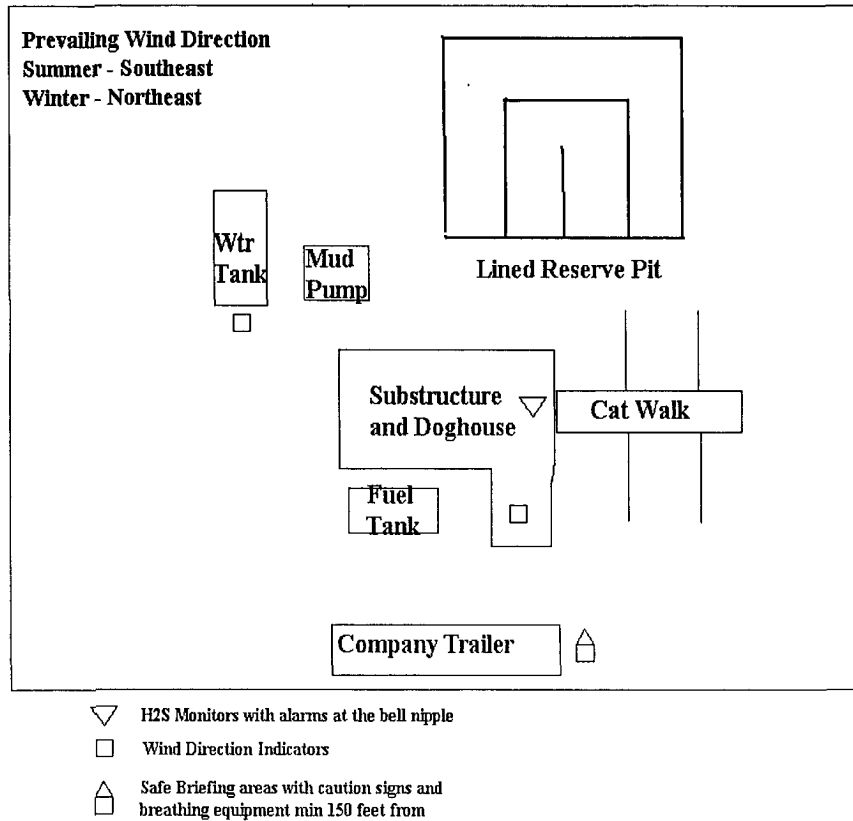 Prevailing Wind Direction
Summer - Southeast
Winter - Northeast
Wtr
Tank
Mud
Pump
Lined Reserve Pit
Substructure
and Doghouse
Cat Walk
Fuel
Tank
Company Trailer
H2S Monitors with alarms at the bell nipple
Wind Direction Indicators
Safe Briefing areas with caution signs and
breathing equipment min 150 feet from